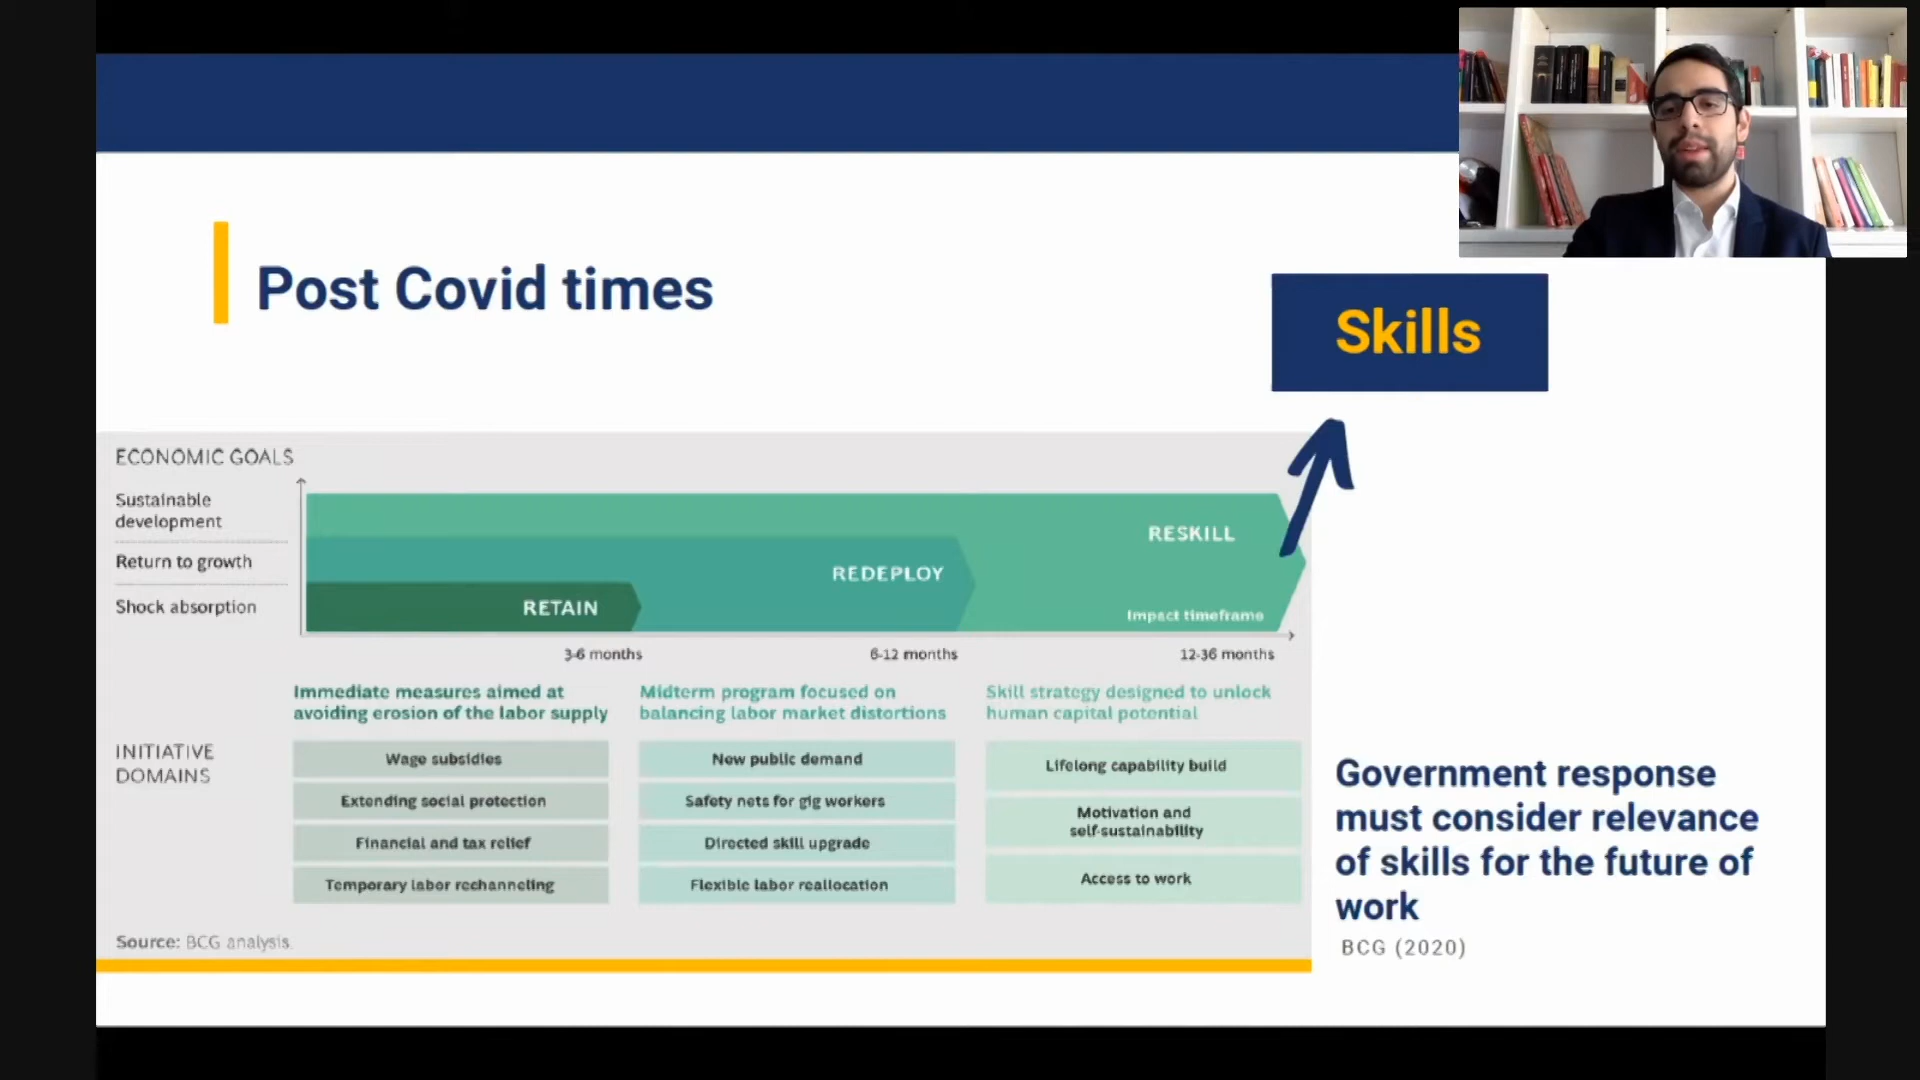 Post Covid times
Skills
ECONOMIC GOALS
Sustainable
development
Return to growth
Shock absorption
RESKILL
REDEPLOY
RETAIN
Impact timeframe
3-6 months
6-12 months
12-36 months
Immediate measures aimed at
avoiding erosion of the labor supply
Midterm program focused on
balancing labor market distortions
Skill strategy designed to unlock
human capital potential
INITIATIVE
DOMAINS
Wage subsidies
Extending social protection
Financial and tax relief
Temporary labor rechanneling
New public demand
Safety nets for gig workers
Directed skill upgrade
Flexible labor reallocation
Lifelong capability build
Motivation and
self-sustainability
Access to work
Source: BCG analysis.
Government response
must consider relevance
of skills for the future of
work
BCG (2020)